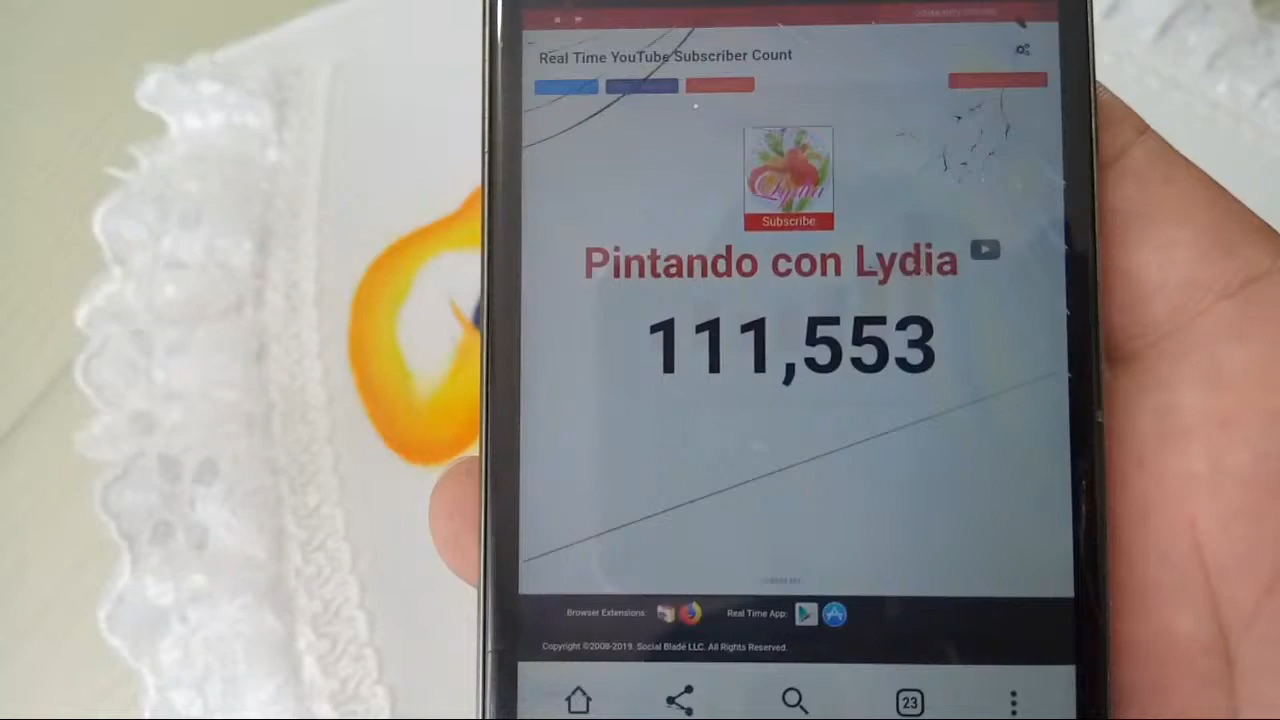 Real Time YouTube Subscriber Count
Lydia
Subscribe
Pintando con Lydia
111,553
Browser Extensions:
Real Time App:
Copyright ©2008-2019. Social Blade LLC. All Rights Reserved.
23